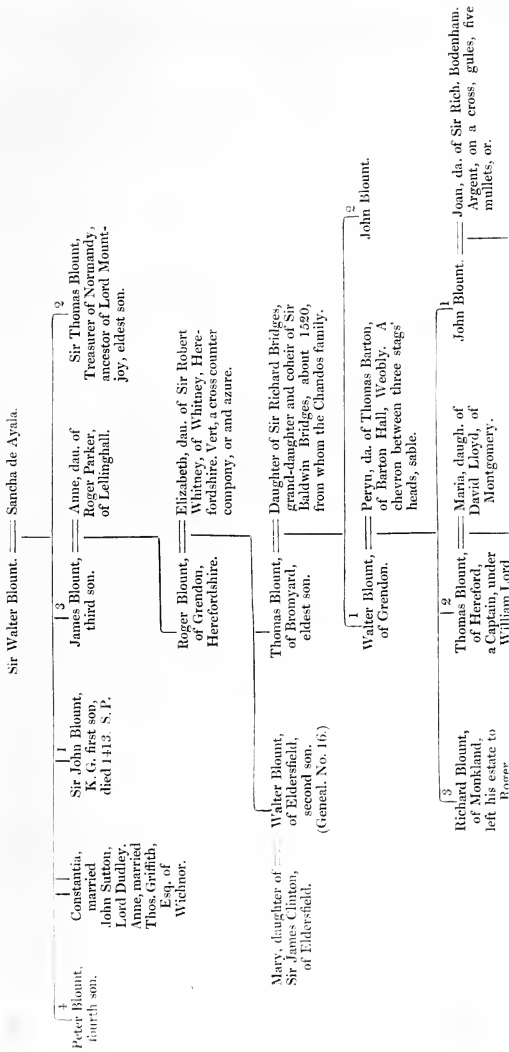 Sir Walter Blount. Sancha de Ayala.
4
Peter Blount,
fourth son.
Constantia,
married
John Sutton,
Lord Dudley.
Anne, married
Thos. Griffith,
Esq. of
Wichnor.
1
Sir John Blount,
K. G. first son,
died 1413. S. P.
3
James Blount,
third son.
Anne, dau. of
Roger Parker,
of Lellinghall.
2
Sir Thomas Blount,
Treasurer of Normandy,
ancestor of Lord Mount-
joy, eldest son.
Roger Blount,
of Grendon,
Herefordshire.
Elizabeth, dau. of Sir Robert
Whitney, of Whitney, Here-
fordshire. Vert, a cross counter
compony, or and azure.
Mary, daughter of
Sir James Clinton,
of Eldersfield.
Walter Blount,
of Eldersfield,
second son.
(Geneal. No. 16.)
Thomas Blount,
of Bromyard,
eldest son.
Daughter of Sir Richard Bridges,
grand-daughter and coheir of Sir
Baldwin Bridges, about 1520,
from whom the Chandos family.
1
Walter Blount,
of Grendon.
Peryn, da. of Thomas Barton,
of Barton Hall, Weobly. A
chevron between three stags'
heads, sable.
2
John Blount.
3
Richard Blount,
of Monkland,
left his estate to
Roger
2
Thomas Blount,
of Hereford,
a Captain, under
William Lord
Maria, daugh. of
David Lloyd, of
Montgomery.
1
John Blount.
Joan, da. of Sir Rich. Bodenham.
Argent, on a cross, gules, five
mullets, or.